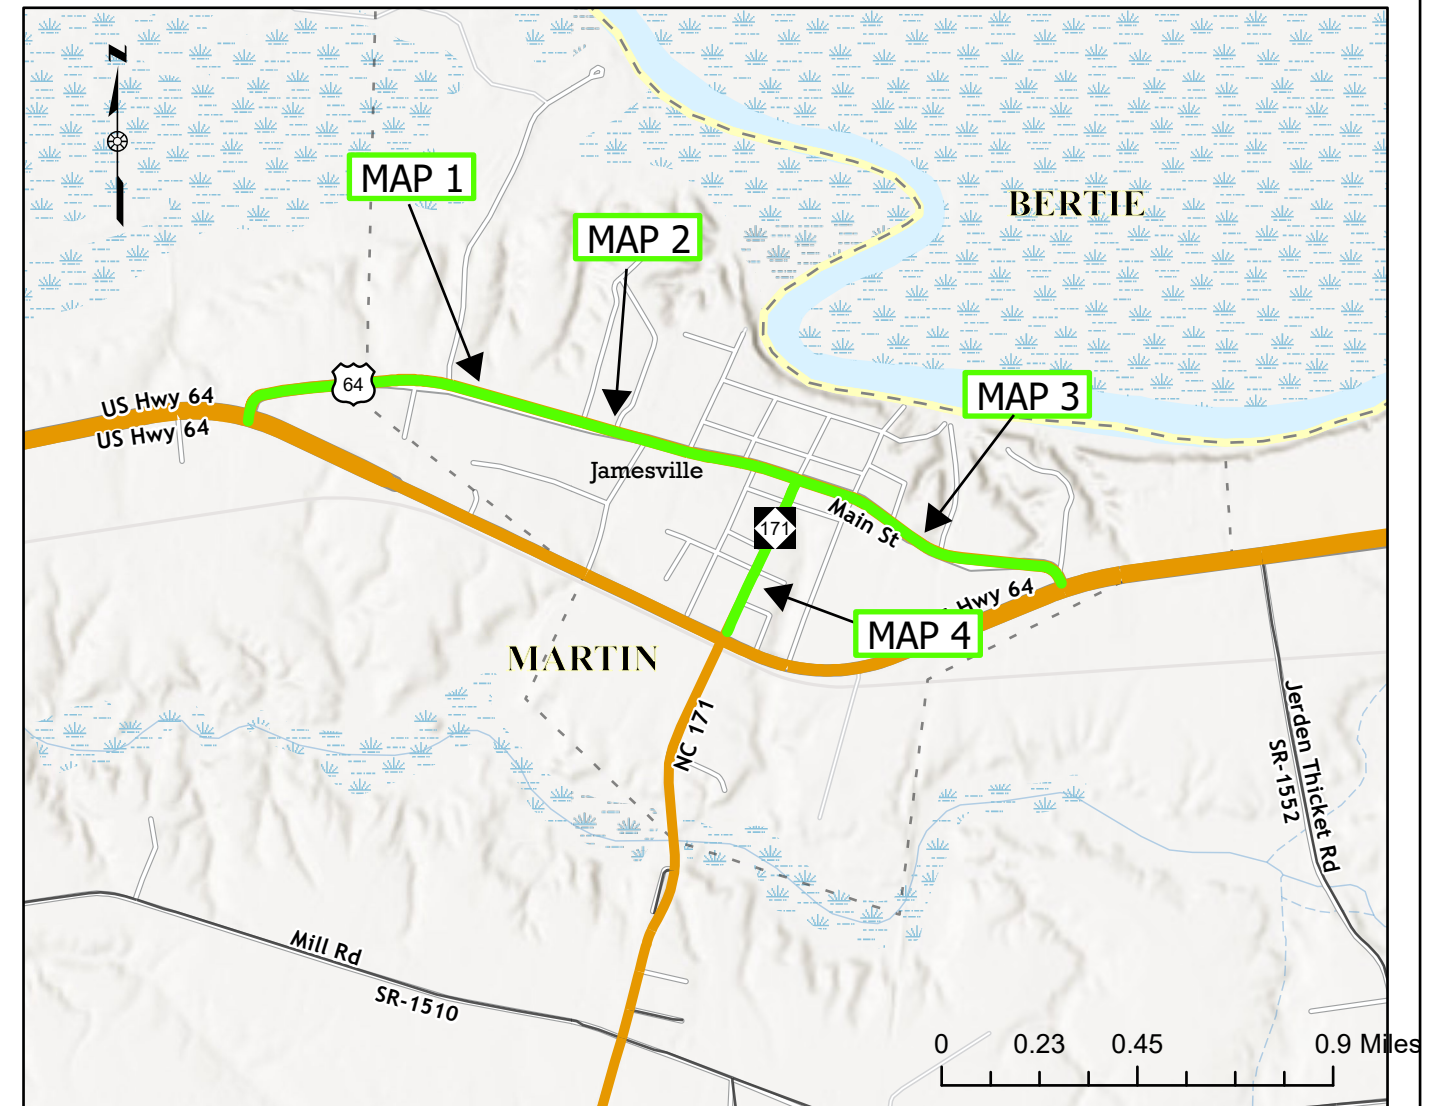 N
MAP 1
MAP 2
BERTIE
MAP 3
64
US Hwy 64
US Hwy 64
Jamesville
171
Main St
Hwy 64
MAP 4
MARTIN
NC 171
Jerden Thicket Rd
SR-1552
Mill Rd
SR-1510
0 0.23 0.45 0.9 Miles